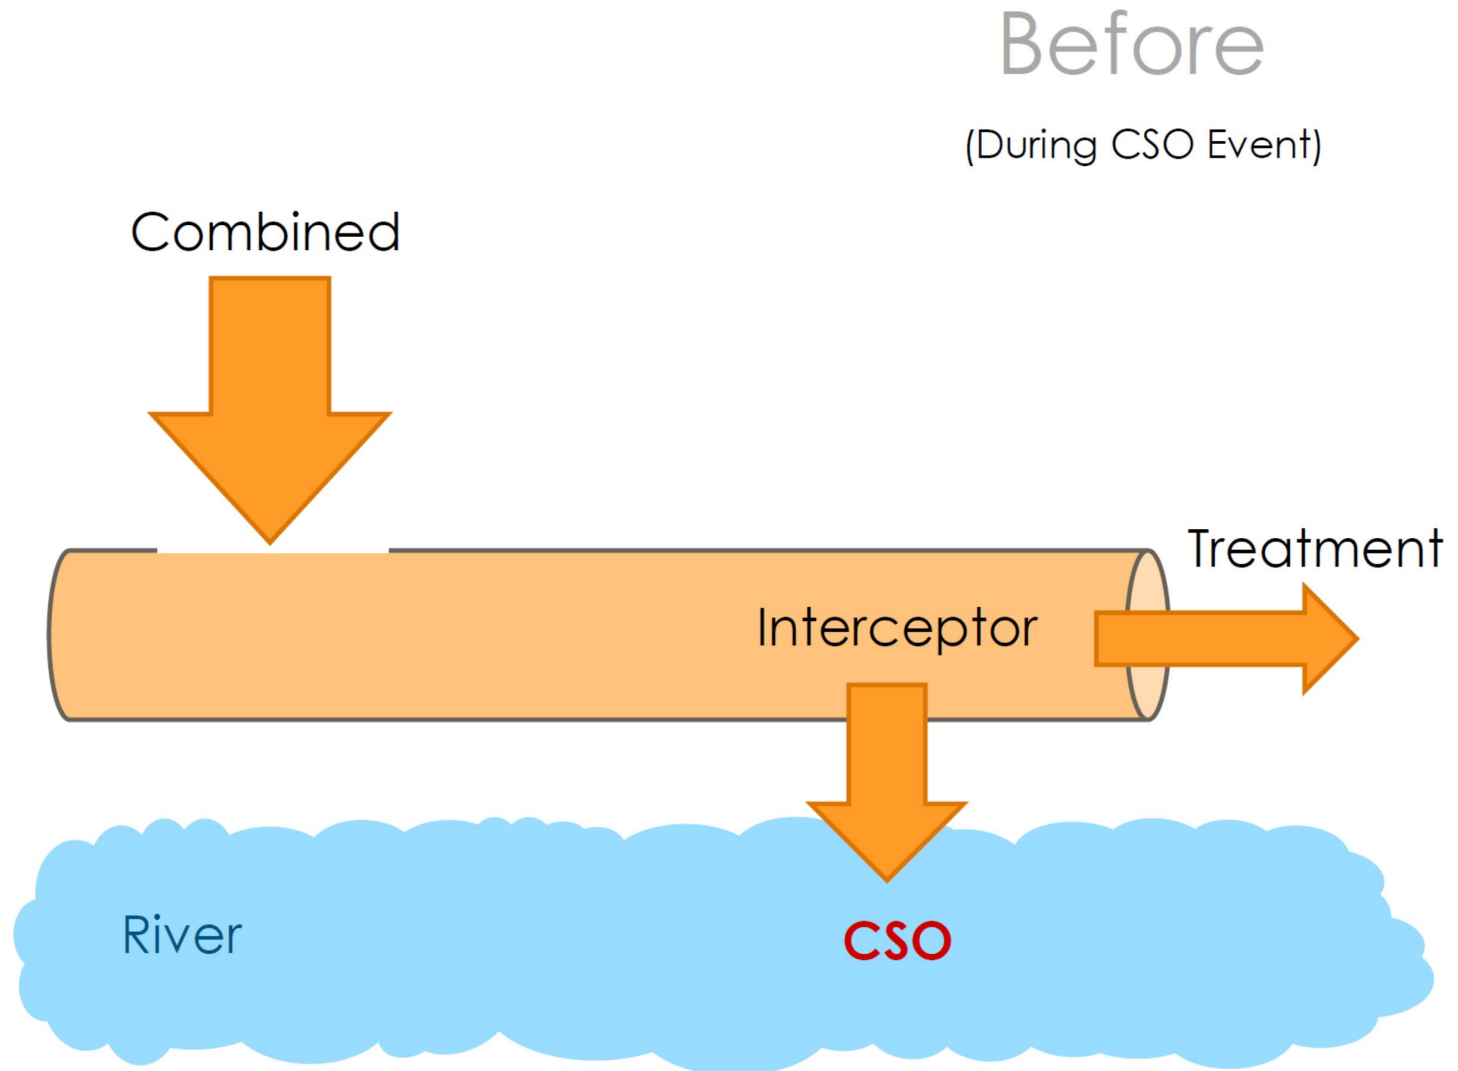 Before
(During CSO Event)
Combined
Treatment
Interceptor
River
CSO